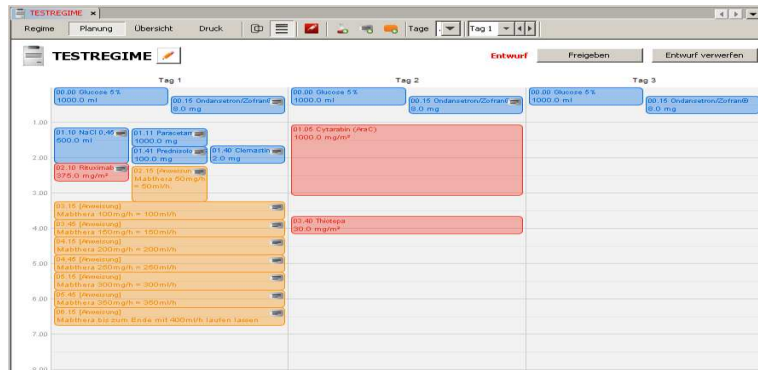 TESTREGIME
Regime Planung Übersicht Druck Tage Tag 1
TESTREGIME
Entwurf Freigeben Entwurf verwerfen
Tag 1 Tag 2 Tag 3
00.00 Glucose 5%
1000.0 ml
00.15 Ondansetron/Zofran
8.0 mg
00.00 Glucose 5%
1000.0 ml
00.15 Ondansetron/Zofran
8.0 mg
00.00 Glucose 5%
1000.0 ml
00.15 Ondansetron/Zofran®
8.0 mg
1.00
01.10 NaCl 0,45
500.0 ml
01.11 Paracetam
1000.0 mg
01.41 Prednisolo
100.0 mg
01.40 Clemastin
2.0 mg
01.05 Cytarabin (AraC)
1000.0 mg/m²
2.00
02.10 Rituximab
375.0 mg/m²
02.15 [Anweisun
Mabthera 50mg/h
= 50ml/h
3.00
03.15 [Anweisung]
Mabthera 100mg/h = 100ml/h
03.45 [Anweisung]
Mabthera 150mg/h = 150ml/h
03.40 Thiotepa
30.0 mg/m²
4.00
04.15 [Anweisung]
Mabthera 200mg/h = 200ml/h
04.45 [Anweisung]
Mabthera 250mg/h = 250ml/h
5.00
05.15 [Anweisung]
Mabthera 300mg/h = 300ml/h
05.45 [Anweisung]
Mabthera 350mg/h = 350ml/h
6.00
06.15 [Anweisung]
Mabthera bis zum Ende mit 400ml/h laufen lassen
7.00
8.00